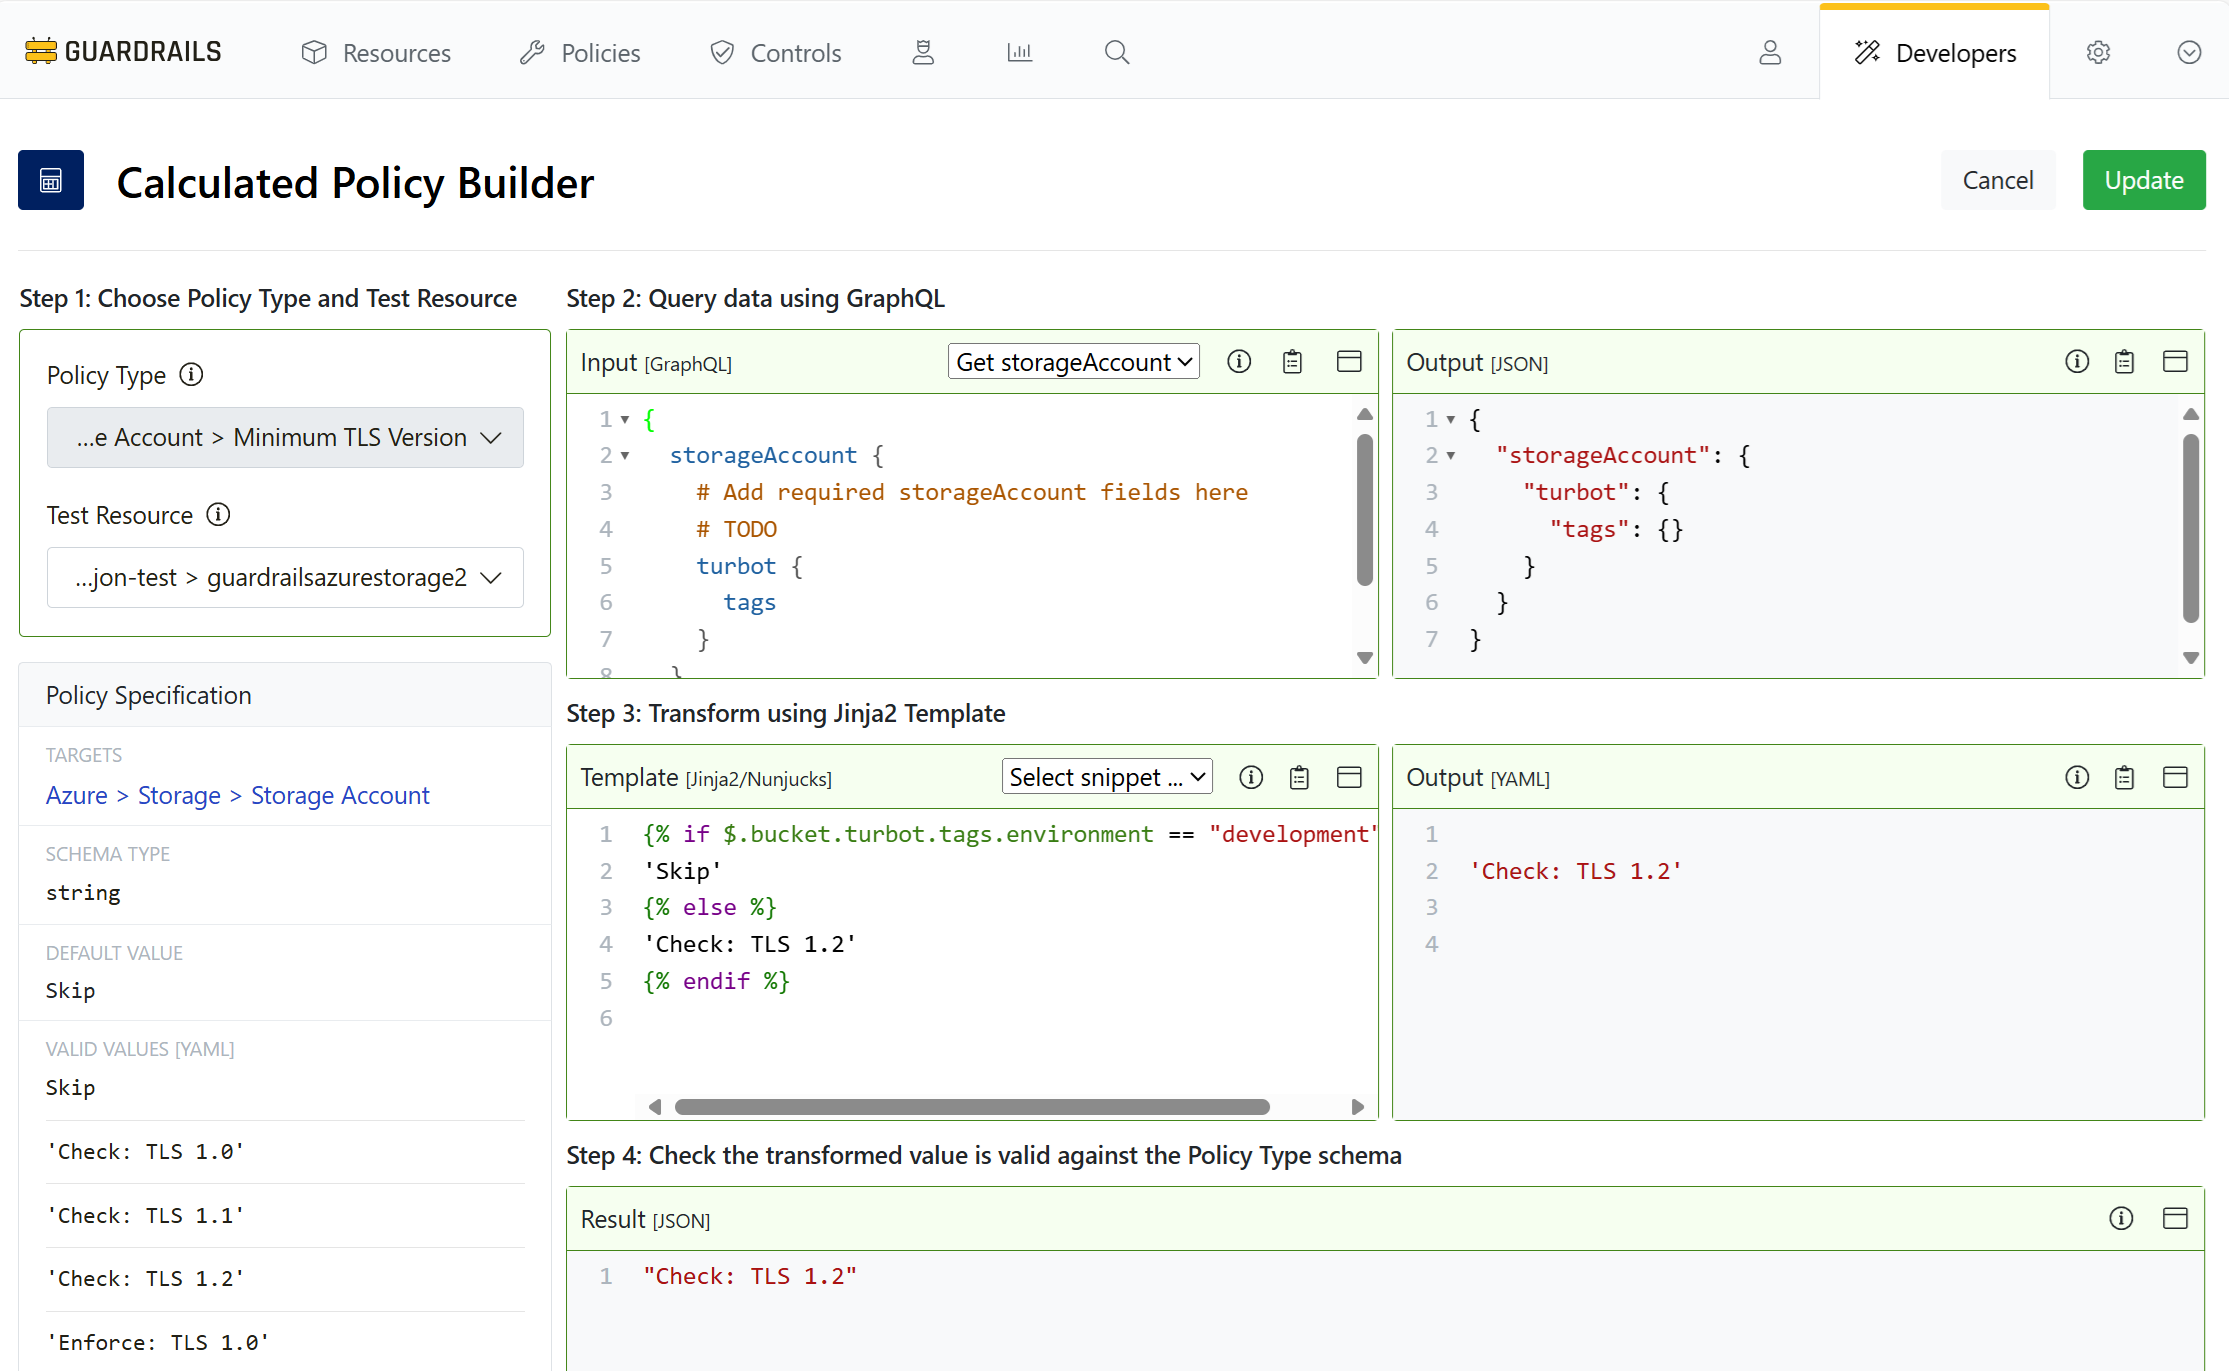 GUARDRAILS
Resources
Policies
Controls
Developers
Calculated Policy Builder
Cancel
Update
Step 1: Choose Policy Type and Test Resource
Policy Type
...e Account > Minimum TLS Version
Test Resource
...jon-test > guardrailsazurestorage2
Policy Specification
TARGETS
Azure > Storage > Storage Account
SCHEMA TYPE
string
DEFAULT VALUE
Skip
VALID VALUES [YAML]
Skip
'Check: TLS 1.0'
'Check: TLS 1.1'
'Check: TLS 1.2'
'Enforce: TLS 1.0'
Step 2: Query data using GraphQL
Input [GraphQL]
Get storageAccount
1 {
2 storageAccount {
3 # Add required storageAccount fields here
4 # TODO
5 turbot {
6 tags
7 }
8 }
Output [JSON]
1 {
2 "storageAccount": {
3 "turbot": {
4 "tags": {}
5 }
6 }
7 }
Step 3: Transform using Jinja2 Template
Template [Jinja2/Nunjucks]
Select snippet ...
1 {% if $.bucket.turbot.tags.environment == "development"
2 'Skip'
3 {% else %}
4 'Check: TLS 1.2'
5 {% endif %}
6
Output [YAML]
1
2 'Check: TLS 1.2'
3
4
Step 4: Check the transformed value is valid against the Policy Type schema
Result [JSON]
1 "Check: TLS 1.2"